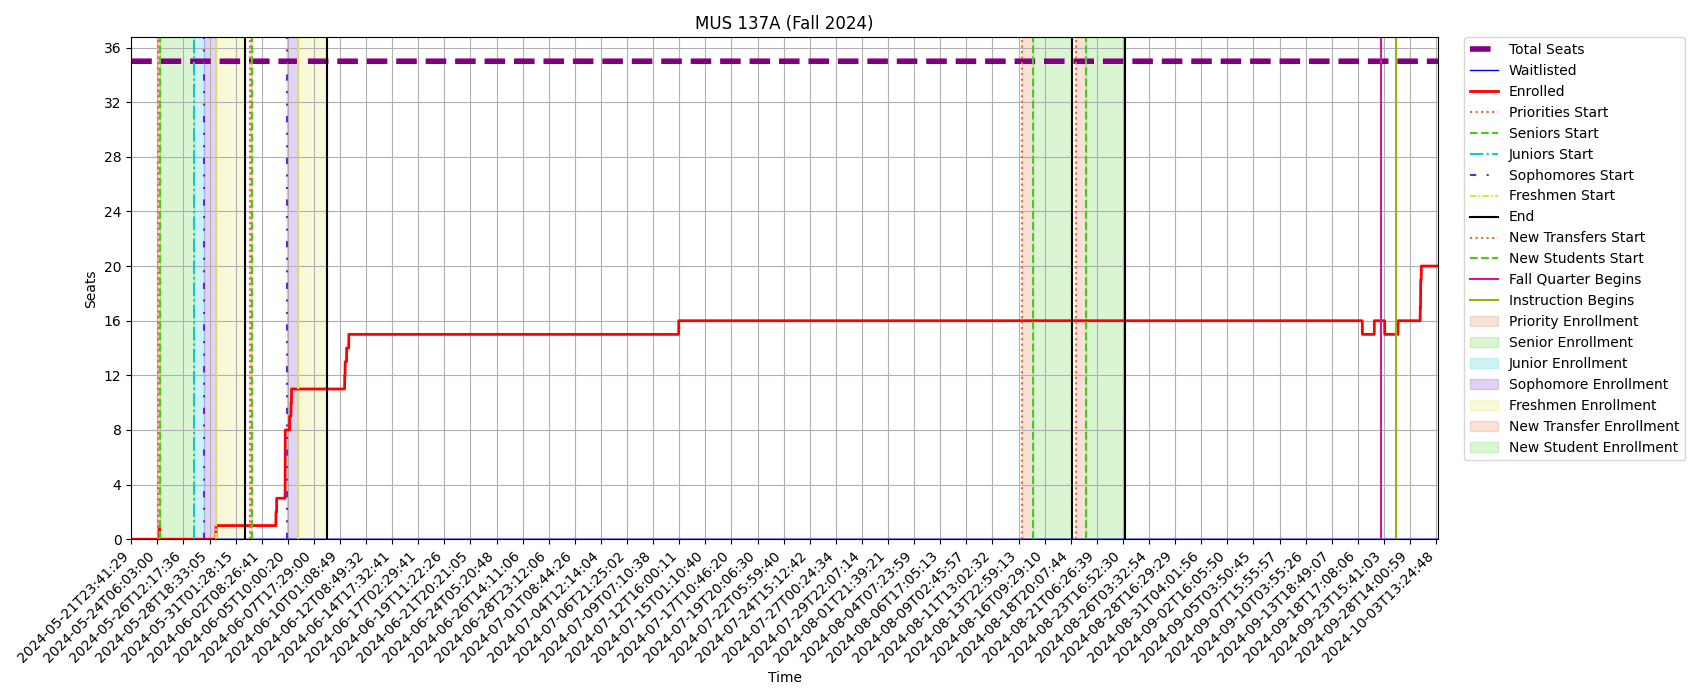 MUS 137A (Fall 2024)
36
32
28
24
20
16
12
8
4
0
Seats
2024-05-21T23:41:29
2024-05-24T06:03:00
2024-05-26T12:17:36
2024-05-28T18:33:05
2024-05-31T01:28:15
2024-06-02T08:26:41
2024-06-05T10:00:20
2024-06-07T17:29:00
2024-06-10T01:08:49
2024-06-12T08:49:32
2024-06-14T17:32:41
2024-06-17T00:29:41
2024-06-19T11:22:26
2024-06-21T20:21:05
2024-06-24T05:20:48
2024-06-26T14:11:06
2024-06-28T23:12:06
2024-07-01T08:44:26
2024-07-04T12:14:04
2024-07-06T21:25:02
2024-07-09T07:10:38
2024-07-12T16:00:11
2024-07-15T01:10:40
2024-07-17T10:46:20
2024-07-19T20:06:30
2024-07-22T05:59:40
2024-07-24T15:12:42
2024-07-27T00:24:34
2024-07-29T22:07:14
2024-08-01T21:39:21
2024-08-04T07:23:59
2024-08-06T17:05:13
2024-08-09T02:45:57
2024-08-11T13:02:32
2024-08-13T22:59:13
2024-08-16T09:29:10
2024-08-18T20:07:44
2024-08-21T06:26:39
2024-08-23T16:52:30
2024-08-26T03:32:54
2024-08-28T16:29:29
2024-08-31T04:01:56
2024-09-02T16:05:50
2024-09-05T03:50:45
2024-09-07T15:55:57
2024-09-10T03:55:26
2024-09-13T18:49:07
2024-09-18T17:08:06
2024-09-23T15:41:03
2024-09-28T14:00:59
2024-10-03T13:24:48
Time
Total Seats
Waitlisted
Enrolled
Priorities Start
Seniors Start
Juniors Start
Sophomores Start
Freshmen Start
End
New Transfers Start
New Students Start
Fall Quarter Begins
Instruction Begins
Priority Enrollment
Senior Enrollment
Junior Enrollment
Sophomore Enrollment
Freshmen Enrollment
New Transfer Enrollment
New Student Enrollment